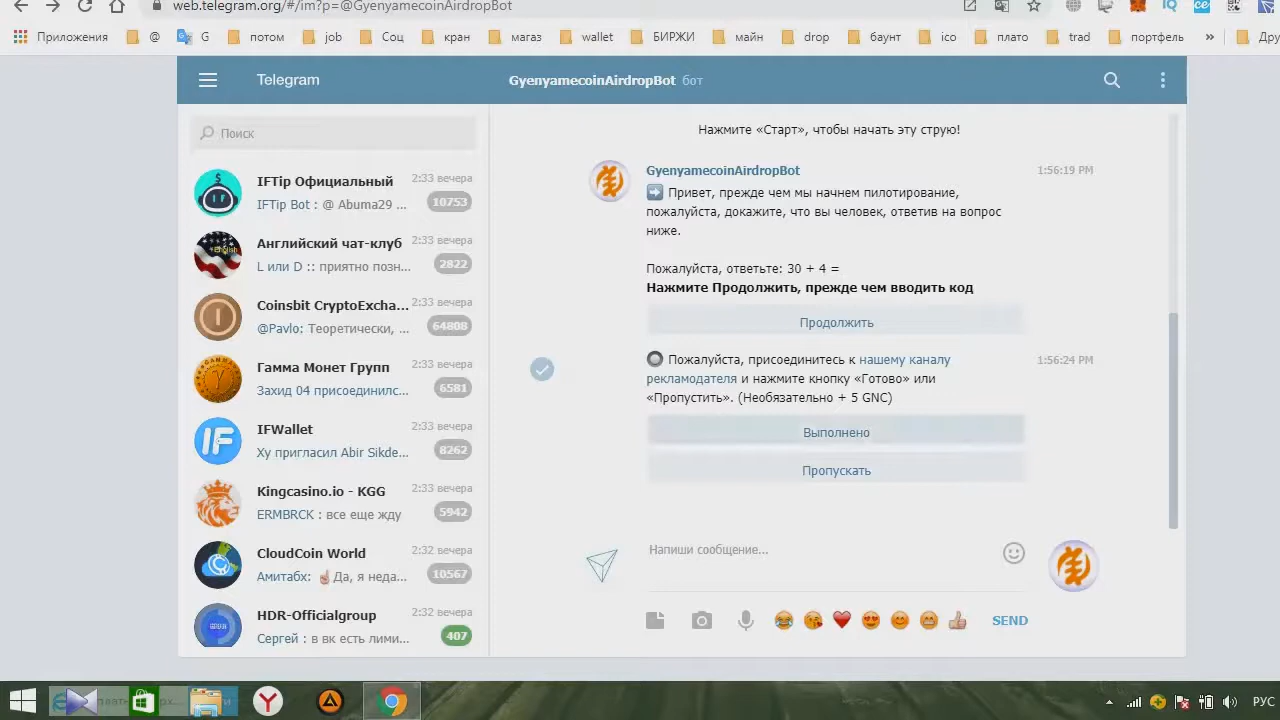 web.telegram.org/#/im?p=@GyenyamecoinAirdropBot
Приложения @ G потом job Соц кран магаз wallet БИРЖИ майн drop баунт ico плато trad портфель » Дру
Telegram
GyenyamecoinAirdropBot бот
Поиск
IFTip Официальный 2:33 вечера
IFTip Bot : @ Abuma29 ... 10753
Английский чат-клуб 2:33 вечера
L или D :: приятно позн... 2822
Coinsbit CryptoExcha... 2:33 вечера
@Pavlo: Теоретически, ... 64808
Гамма Монет Групп 2:33 вечера
Захид 04 присоединилс... 6581
IFWallet 2:33 вечера
Ху пригласил Abir Sikde... 8262
Kingcasino.io - KGG 2:33 вечера
ERMBRCK : все еще жду 5942
CloudCoin World 2:32 вечера
Амитабх: ☝Да, я неда... 10567
HDR-Officialgroup 2:32 вечера
Сергей : в вк есть лими... 407
Нажмите «Старт», чтобы начать эту струю!
GyenyamecoinAirdropBot 1:56:19 PM
➡ Привет, прежде чем мы начнем пилотирование,
пожалуйста, докажите, что вы человек, ответив на вопрос
ниже.
Пожалуйста, ответьте: 30 + 4 =
Нажмите Продолжить, прежде чем вводить код
Продолжить
Пожалуйста, присоединитесь к нашему каналу 1:56:24 PM
рекламодателя и нажмите кнопку «Готово» или
«Пропустить». (Необязательно + 5 GNC)
Выполнено
Пропускать
Напиши сообщение...
SEND
РУС